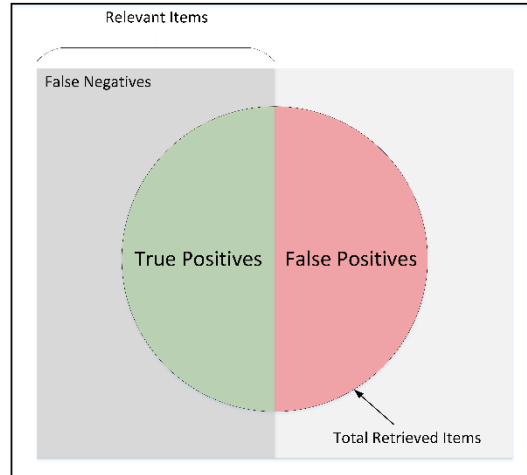 Relevant Items
False Negatives
True Positives
False Positives
Total Retrieved Items